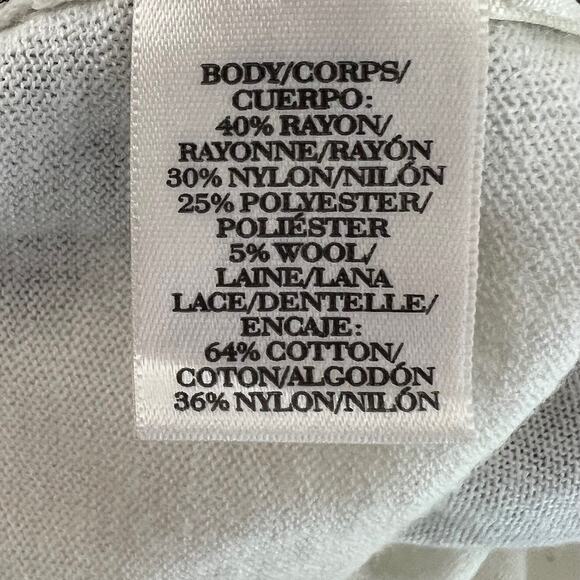 BODY/CORPS/
CUERPO:
40% RAYON/
RAYONNE/RAYÓN
30% NYLON/NILÓN
25% POLYESTER/
POLIÉSTER
5% WOOL/
LAINE/LANA
LACE/DENTELLE/
ENCAJE:
64% COTTON/
COTON/ALGODÓN
36% NYLON/NILÓN